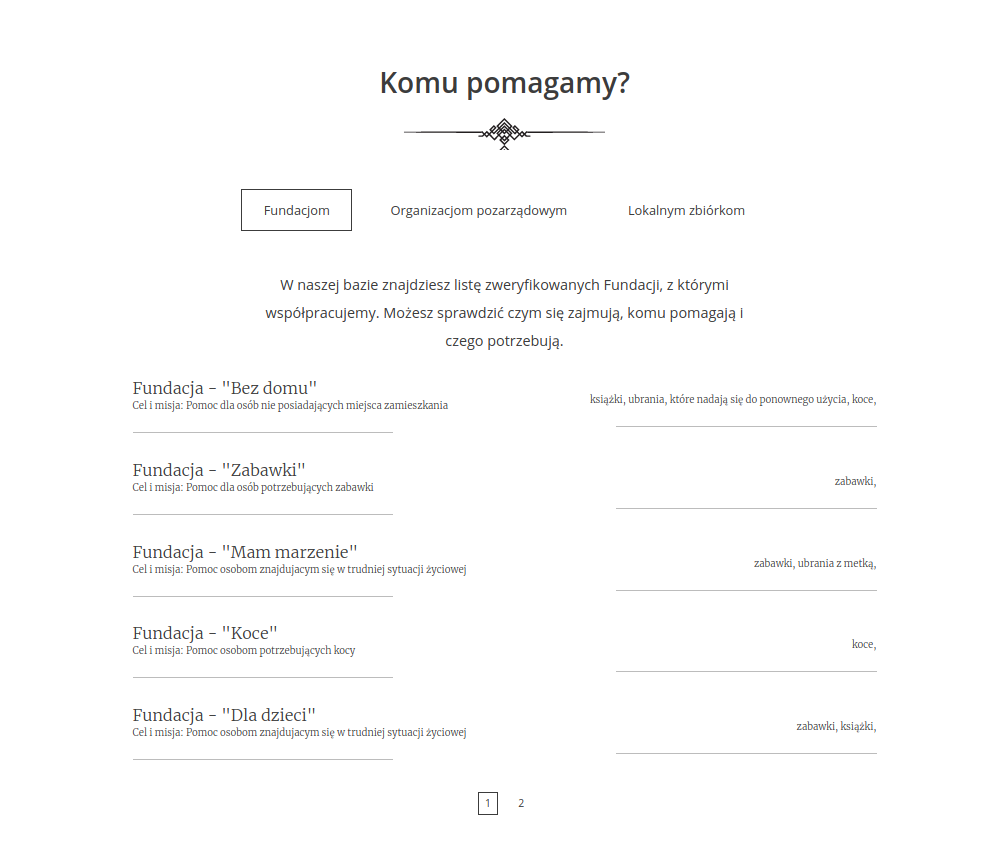 Komu pomagamy?
Fundacjom
Organizacjom pozarządowym
Lokalnym zbiórkom
W naszej bazie znajdziesz listę zweryfikowanych Fundacji, z którymi
współpracujemy. Możesz sprawdzić czym się zajmują, komu pomagają i
czego potrzebują.
Fundacja - "Bez domu"
Cel i misja: Pomoc dla osób nie posiadających miejsca zamieszkania
książki, ubrania, które nadają się do ponownego użycia, koce,
Fundacja - "Zabawki"
Cel i misja: Pomoc dla osób potrzebujących zabawki
zabawki,
Fundacja - "Mam marzenie"
Cel i misja: Pomoc osobom znajdujacym się w trudniej sytuacji życiowej
zabawki, ubrania z metką,
Fundacja - "Koce"
Cel i misja: Pomoc osobom potrzebujących kocy
koce,
Fundacja - "Dla dzieci"
Cel i misja: Pomoc osobom znajdujacym się w trudniej sytuacji życiowej
zabawki, książki,
1 2